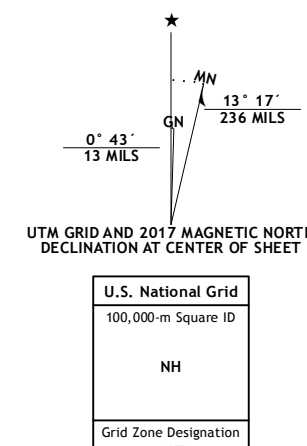 ★
MN
GN
13° 17´
236 MILS
0° 43´
13 MILS
UTM GRID AND 2017 MAGNETIC NORTH
DECLINATION AT CENTER OF SHEET
U.S. National Grid
100,000-m Square ID
NH
Grid Zone Designation